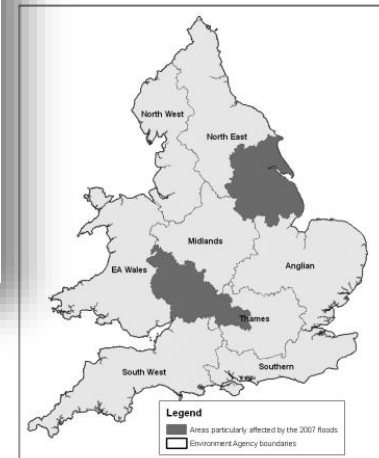 North West
North East
Midlands
EA Wales
Anglian
Thames
South West
Southern
Legend
Areas particularly affected by the 2007 floods
Environment Agency boundaries